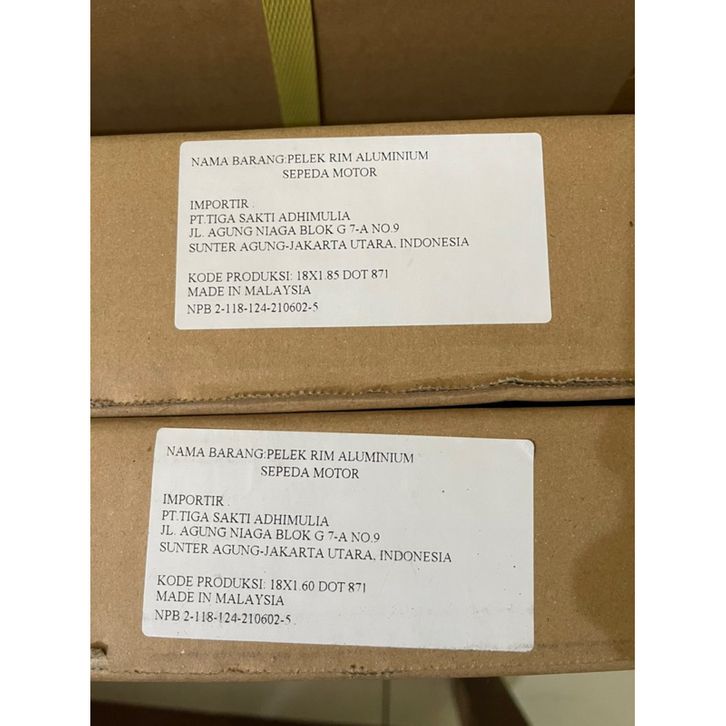 NAMA BARANG:PELEK RIM ALUMINIUM
SEPEDA MOTOR
IMPORTIR :
PT.TIGA SAKTI ADHIMULIA
JL. AGUNG NIAGA BLOK G 7-A NO.9
SUNTER AGUNG-JAKARTA UTARA, INDONESIA
KODE PRODUKSI: 18X1.85 DOT 871
MADE IN MALAYSIA
NPB 2-118-124-210602-5
NAMA BARANG:PELEK RIM ALUMINIUM
SEPEDA MOTOR
IMPORTIR :
PT.TIGA SAKTI ADHIMULIA
JL. AGUNG NIAGA BLOK G 7-A NO.9
SUNTER AGUNG-JAKARTA UTARA, INDONESIA
KODE PRODUKSI: 18X1.60 DOT 871
MADE IN MALAYSIA
NPB 2-118-124-210602-5